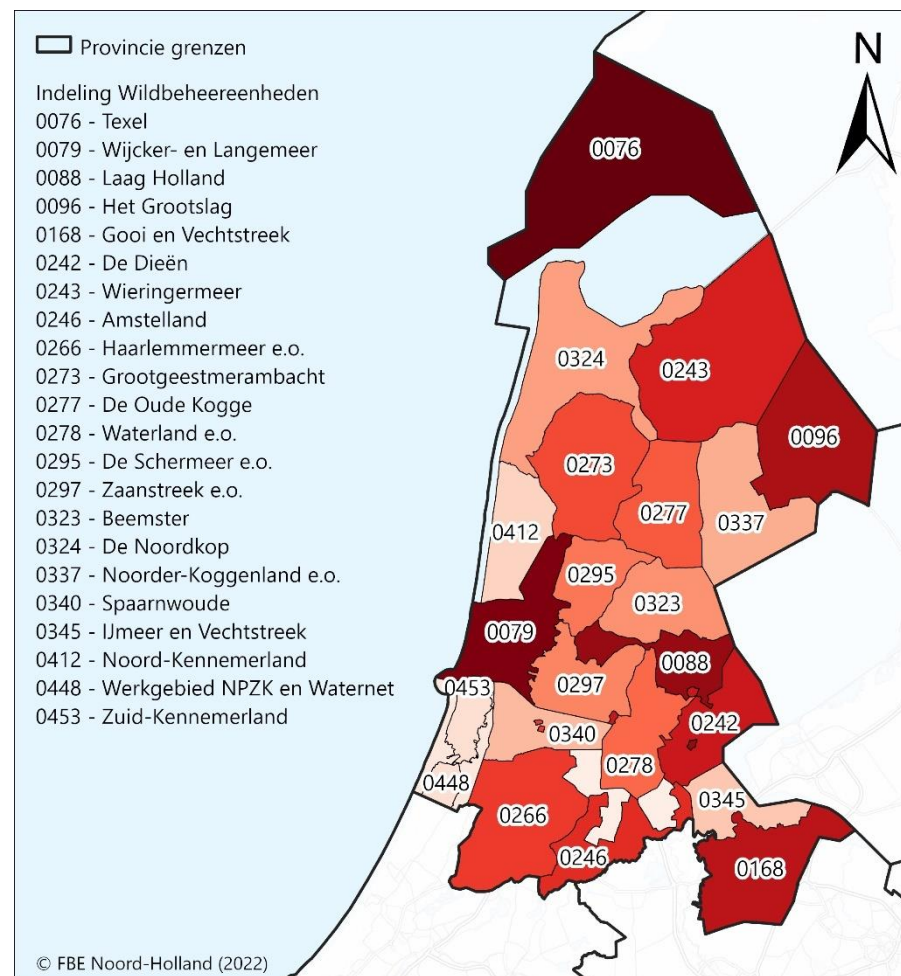 Provincie grenzen
Indeling Wildbeheereenheden
0076 - Texel
0079 - Wijcker- en Langemeer
0088 - Laag Holland
0096 - Het Grootslag
0168 - Gooi en Vechtstreek
0242 - De Dieën
0243 - Wieringermeer
0246 - Amstelland
0266 - Haarlemmermeer e.o.
0273 - Grootgeestmerambacht
0277 - De Oude Kogge
0278 - Waterland e.o.
0295 - De Schermeer e.o.
0297 - Zaanstreek e.o.
0323 - Beemster
0324 - De Noordkop
0337 - Noorder-Koggenland e.o.
0340 - Spaarnwoude
0345 - IJmeer en Vechtstreek
0412 - Noord-Kennemerland
0448 - Werkgebied NPZK en Waternet
0453 - Zuid-Kennemerland
N
0076
0324
0243
0096
0273
0277
0337
0412
0295
0323
0079
0088
0453
0297
0242
0340
0278
0448
0345
0266
0246
0168
© FBE Noord-Holland (2022)